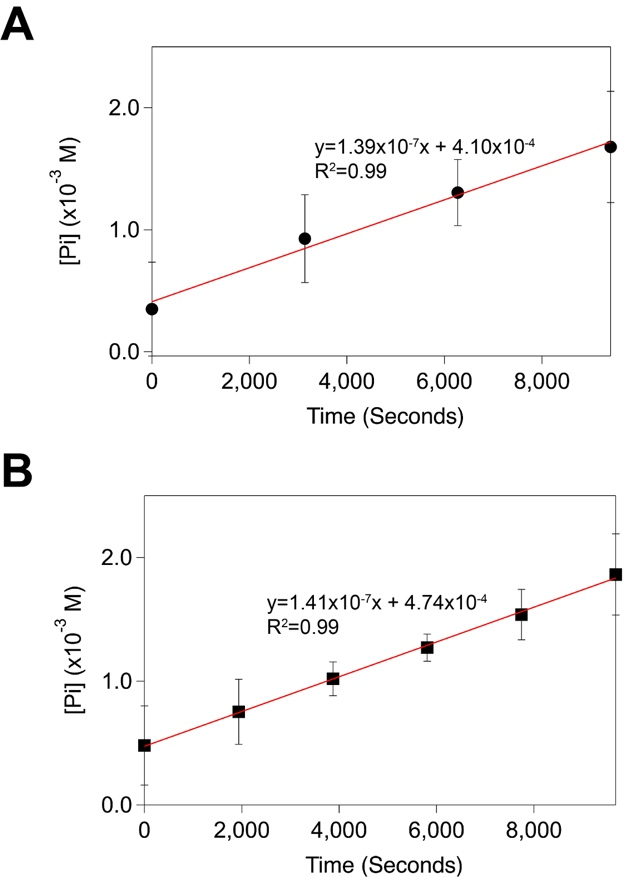 A
2.0
y=1.39x10⁻⁷x + 4.10x10⁻⁴
R²=0.99
[Pi] (x10⁻³ M)
1.0
0.0
0 2,000 4,000 6,000 8,000
Time (Seconds)
B
2.0
y=1.41x10⁻⁷x + 4.74x10⁻⁴
R²=0.99
[Pi] (x10⁻³ M)
1.0
0.0
0 2,000 4,000 6,000 8,000
Time (Seconds)